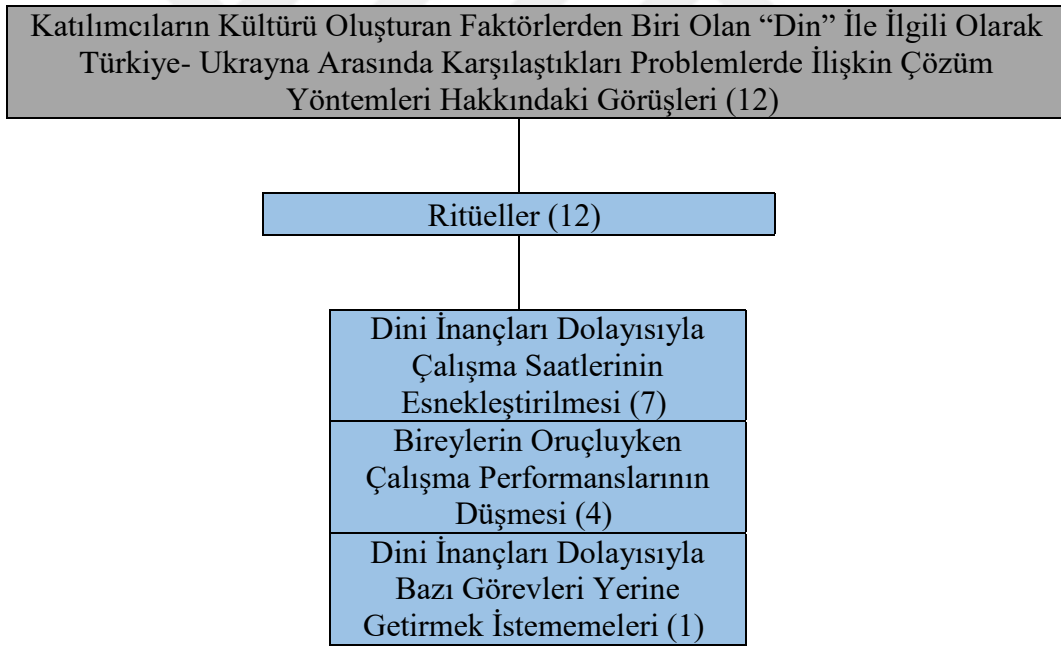 Katılımcıların Kültürü Oluşturan Faktörlerden Biri Olan “Din” İle İlgili Olarak
Türkiye- Ukrayna Arasında Karşılaştıkları Problemlerde İlişkin Çözüm
Yöntemleri Hakkındaki Görüşleri (12)
Ritüeller (12)
Dini İnançları Dolayısıyla
Çalışma Saatlerinin
Esnekleştirilmesi (7)
Bireylerin Oruçluyken
Çalışma Performanslarının
Düşmesi (4)
Dini İnançları Dolayısıyla
Bazı Görevleri Yerine
Getirmek İstememeleri (1)